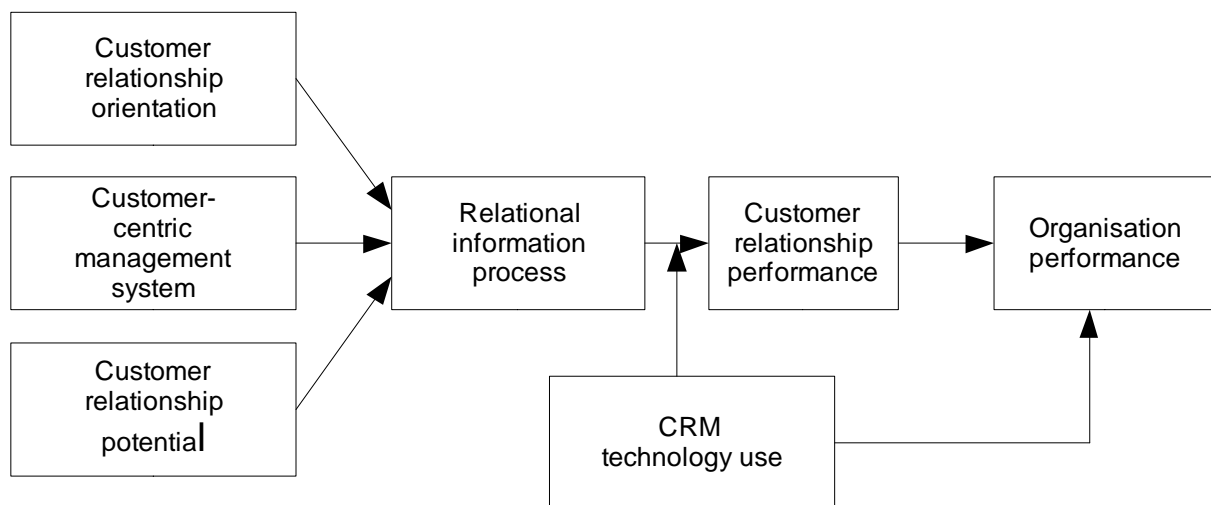 Customer
relationship
orientation
Customer-
centric
management
system
Customer
relationship
potential
Relational
information
process
Customer
relationship
performance
Organisation
performance
CRM
technology use